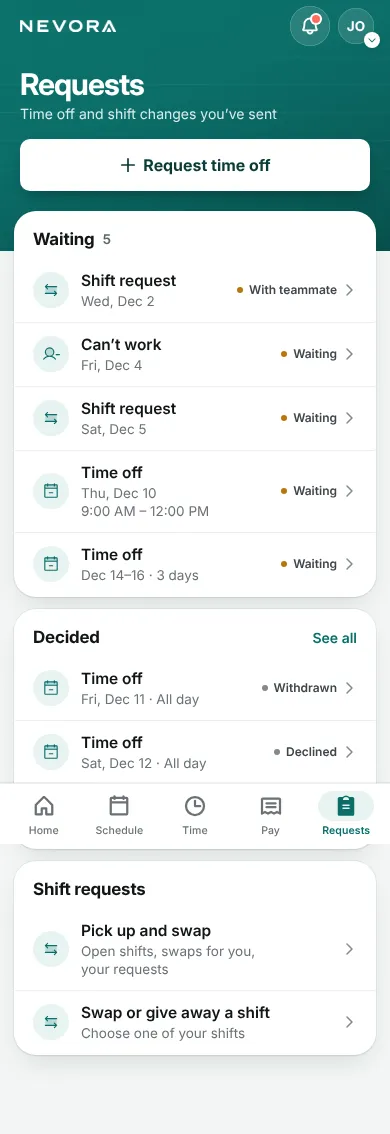 NEVORA
JO
Requests
Time off and shift changes you’ve sent
Request time off
Waiting 5
Shift request
Wed, Dec 2
With teammate
Can’t work
Fri, Dec 4
Waiting
Shift request
Sat, Dec 5
Waiting
Time off
Thu, Dec 10
9:00 AM – 12:00 PM
Waiting
Time off
Dec 14–16 · 3 days
Waiting
Decided
See all
Time off
Fri, Dec 11 · All day
Withdrawn
Time off
Sat, Dec 12 · All day
Declined
Home
Schedule
Time
Pay
Requests
Shift requests
Pick up and swap
Open shifts, swaps for you,
your requests
Swap or give away a shift
Choose one of your shifts